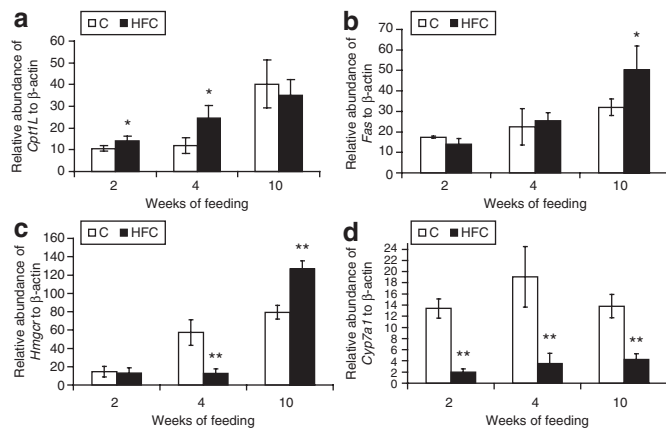 a
C HFC
Relative abundance of
Cpt1L to β-actin
60
50
40
30
20
10
0
*
*
2 4 10
Weeks of feeding
b
C HFC
Relative abundance of
Fas to β-actin
70
60
50
40
30
20
10
0
*
2 4 10
Weeks of feeding
c
C HFC
Relative abundance of
Hmgcr to β-actin
160
140
120
100
80
60
40
20
0
**
**
2 4 10
Weeks of feeding
d
C HFC
Relative abundance of
Cyp7a1 to β-actin
24
22
20
18
16
14
12
10
8
6
4
2
0
**
**
**
2 4 10
Weeks of feeding